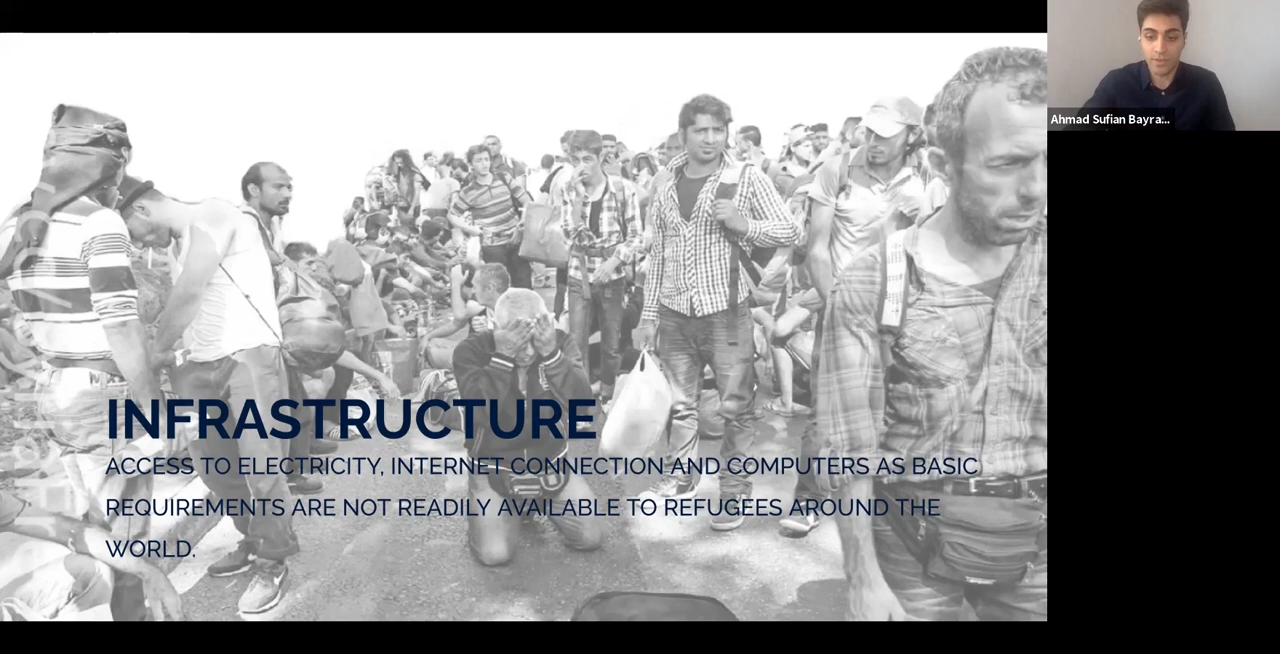 Ahmad Sufian Bayra...
INFRASTRUCTURE
ACCESS TO ELECTRICITY, INTERNET CONNECTION AND COMPUTERS AS BASIC
REQUIREMENTS ARE NOT READILY AVAILABLE TO REFUGEES AROUND THE
WORLD.